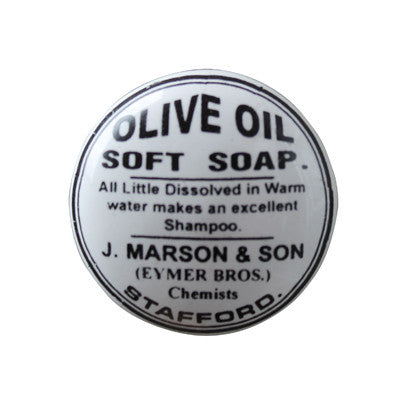 OLIVE OIL
SOFT SOAP.
All Little Dissolved in Warm
water makes an excellent
Shampoo.
J. MARSON & SON
(EYMER BROS.)
Chemists
STAFFORD.